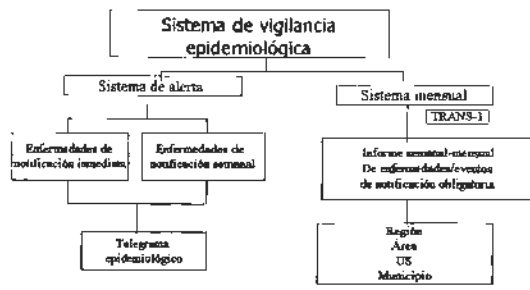 Sistema de vigilancia
epidemiológica
Sistema de alerta
Sistema mensual
TRANS-1
Enfermedades de
notificación inmediata
Enfermedades de
notificación semanal
Informe semanal-mensual
De enfermedades/eventos
de notificación obligatoria
Telegrama
epidemiológico
Región
Área
US
Municipio